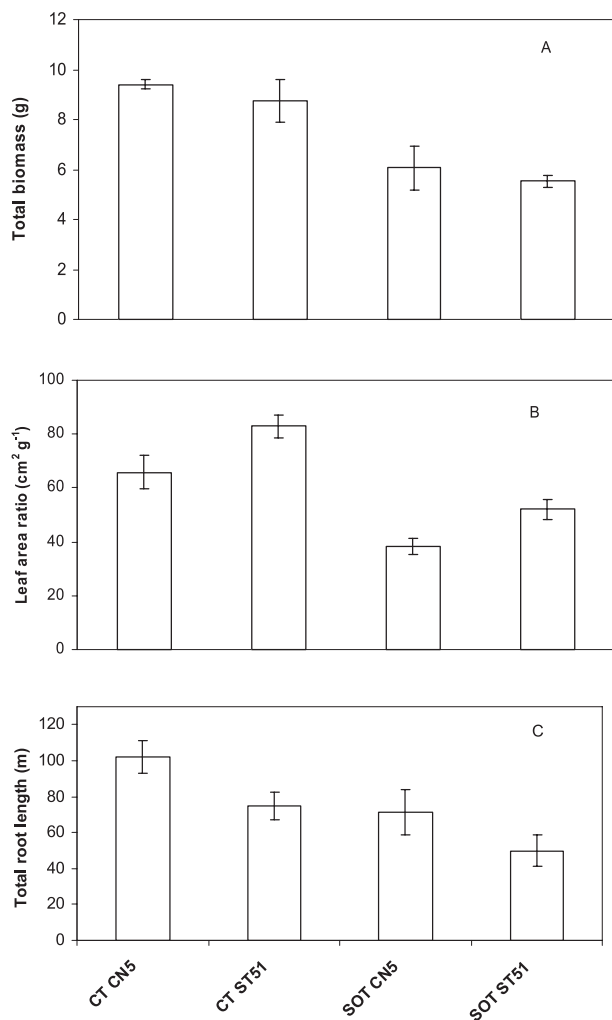 12
10
8
6
4
2
0
Total biomass (g)
A
100
80
60
40
20
0
Leaf area ratio (cm² g⁻¹)
B
120
100
80
60
40
20
0
Total root length (m)
C
CT CN5
CT ST51
SOT CN5
SOT ST51